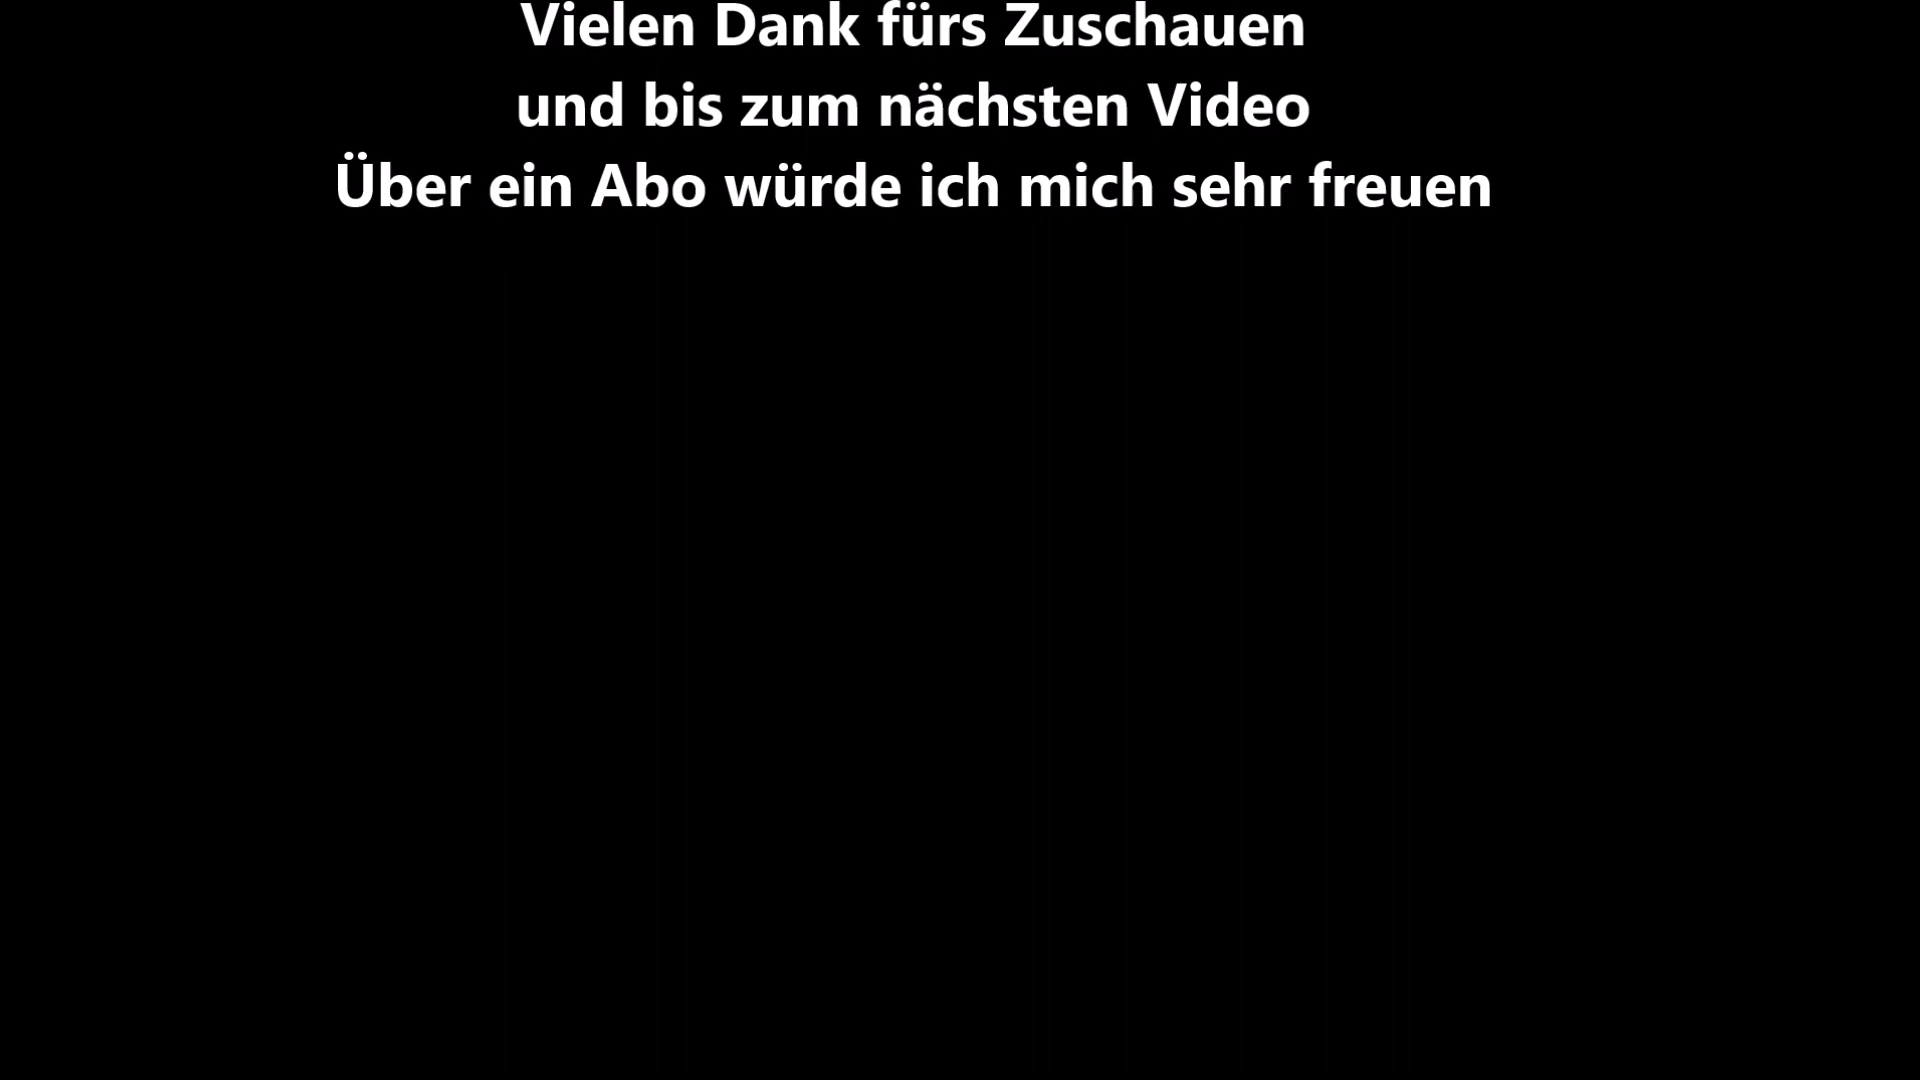 Vielen Dank fürs Zuschauen
und bis zum nächsten Video
Über ein Abo würde ich mich sehr freuen